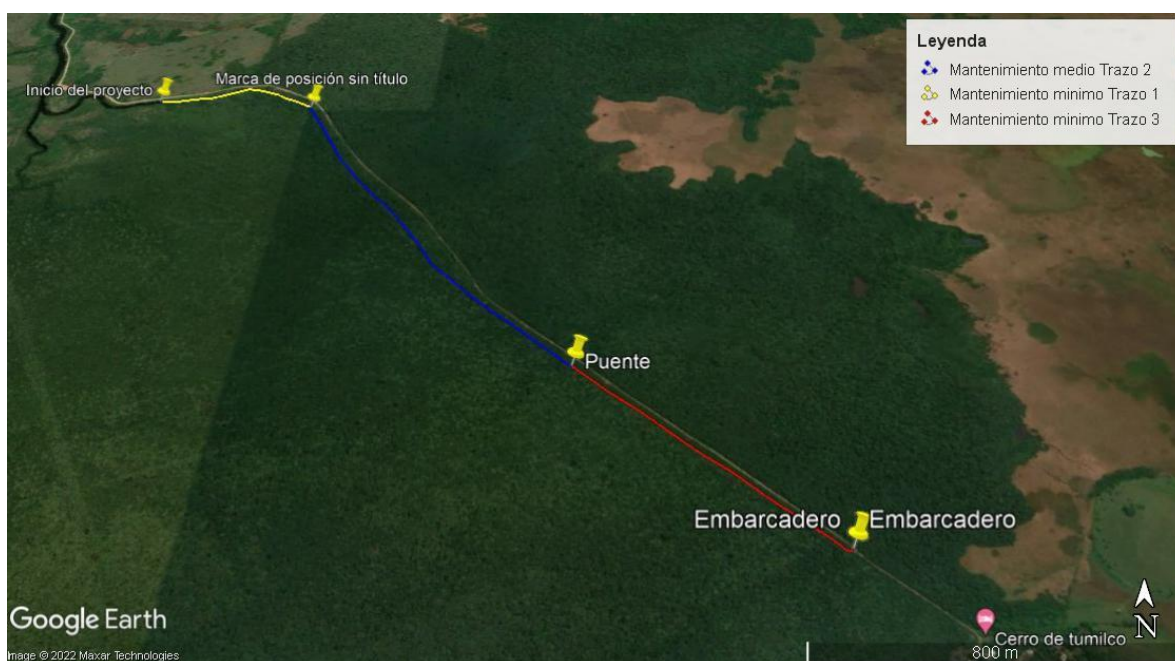 Leyenda
Mantenimiento medio Trazo 2
Mantenimiento minimo Trazo 1
Mantenimiento minimo Trazo 3
Marca de posición sin título
Inicio del proyecto
Puente
Embarcadero Embarcadero
Google Earth
N
Cerro de tumilco
800 m
Image © 2022 Maxar Technologies